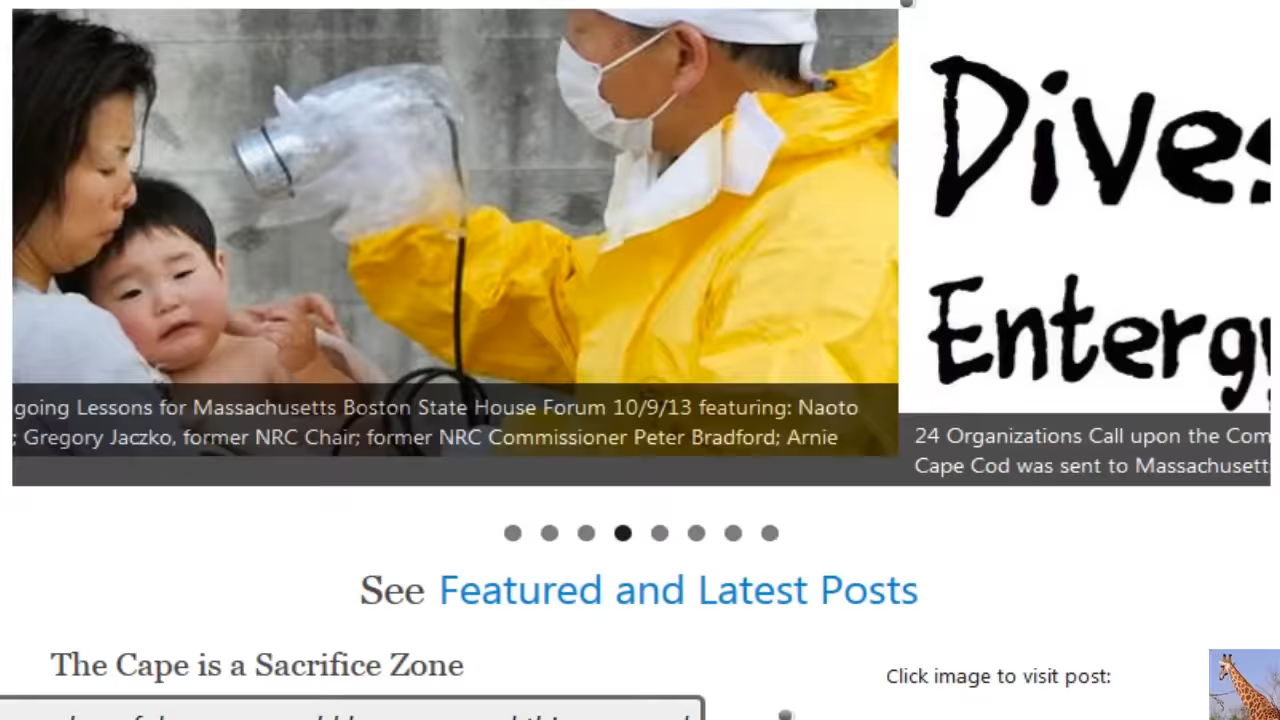 Dives
Entergy
going Lessons for Massachusetts Boston State House Forum 10/9/13 featuring: Naoto
; Gregory Jaczko, former NRC Chair; former NRC Commissioner Peter Bradford; Arnie
24 Organizations Call upon the Com
Cape Cod was sent to Massachusett
See Featured and Latest Posts
The Cape is a Sacrifice Zone
Click image to visit post: